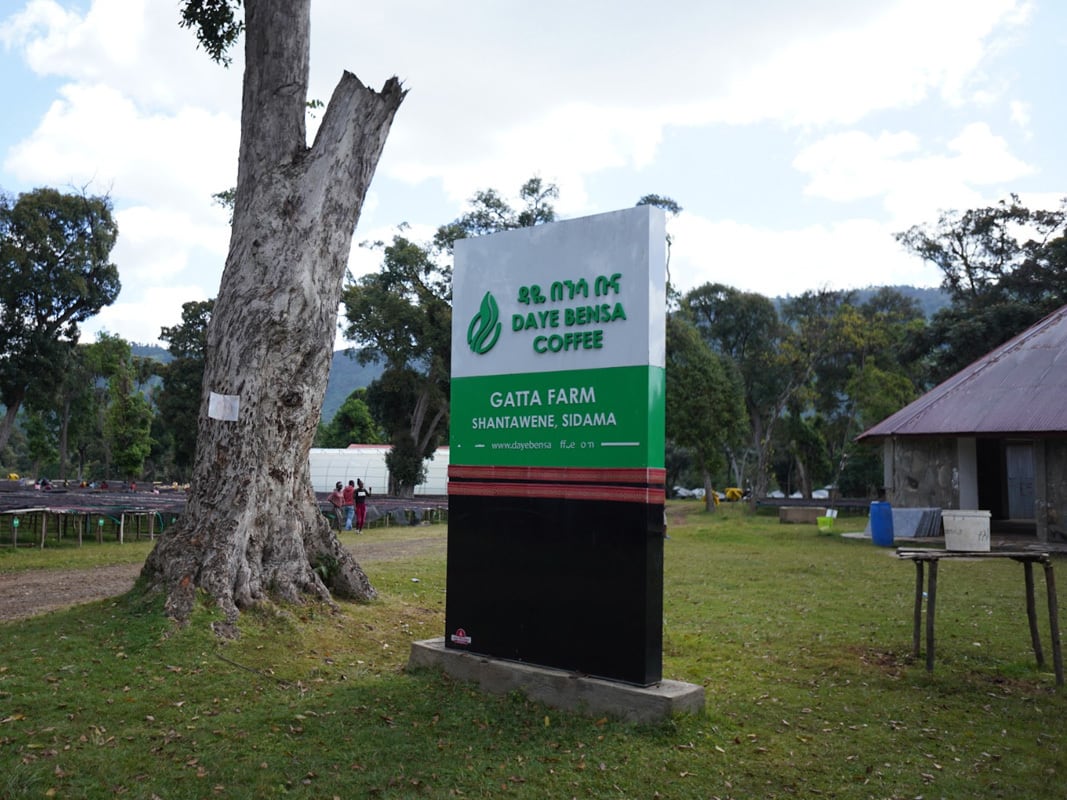 ዳዬ በንሳ ቡና
DAYE BENSA
COFFEE
GATTA FARM
SHANTAWENE, SIDAMA
www.dayebensa